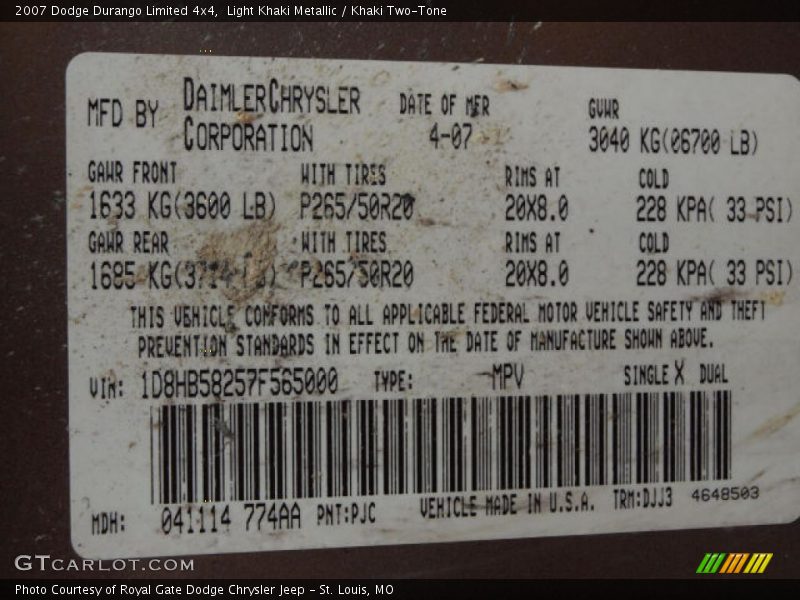 2007 Dodge Durango Limited 4x4,  Light Khaki Metallic / Khaki Two-Tone
MFD BY DAIMLERCHRYSLER CORPORATION DATE OF MFR 4-07 GVWR 3040 KG(06700 LB)
GAWR FRONT WITH TIRES RIMS AT COLD
1633 KG(3600 LB) P265/50R20 20X8.0 228 KPA( 33 PSI)
GAWR REAR WITH TIRES RIMS AT COLD
1685 KG(3714 LB) P265/50R20 20X8.0 228 KPA( 33 PSI)
THIS VEHICLE CONFORMS TO ALL APPLICABLE FEDERAL MOTOR VEHICLE SAFETY AND THEFT
PREVENTION STANDARDS IN EFFECT ON THE DATE OF MANUFACTURE SHOWN ABOVE.
VIN: 1D8HB58257F565000 TYPE: MPV SINGLE X DUAL
MDH: 041114 774AA PNT:PJC VEHICLE MADE IN U.S.A. TRM:DJJ3 4648503
GTCARLOT.COM
Photo Courtesy of Royal Gate Dodge Chrysler Jeep - St. Louis, MO